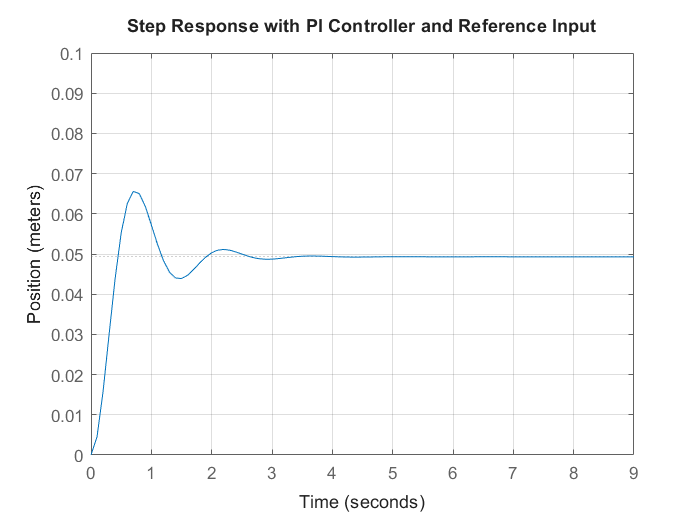 Step Response with PI Controller and Reference Input
0.1
0.09
0.08
0.07
0.06
0.05
0.04
0.03
0.02
0.01
0
Position (meters)
0 1 2 3 4 5 6 7 8 9
Time (seconds)